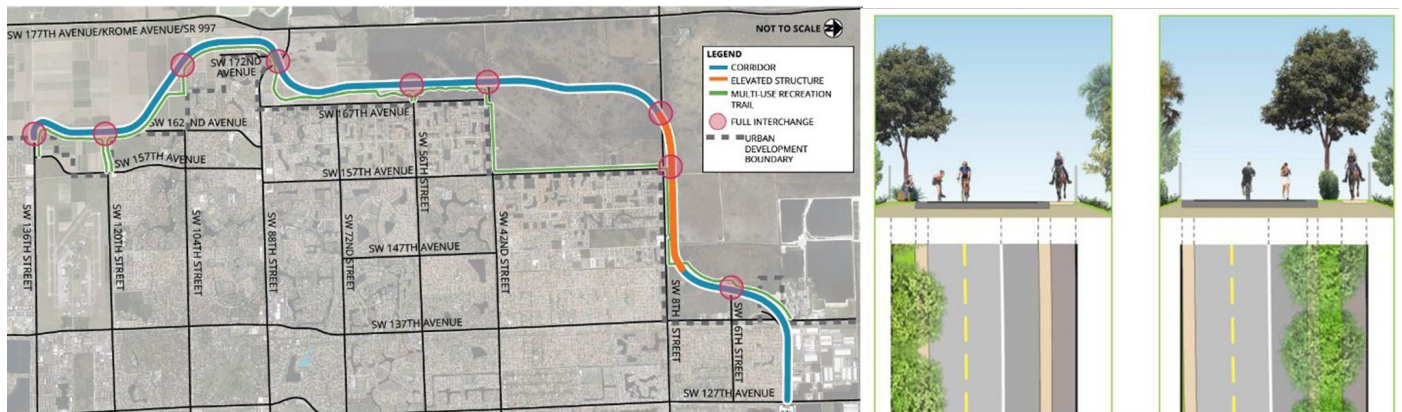 SW 177TH AVENUE/KROME AVENUE/SR 997
NOT TO SCALE
LEGEND
CORRIDOR
ELEVATED STRUCTURE
MULTI-USE RECREATION
TRAIL
FULL INTERCHANGE
URBAN
DEVELOPMENT
BOUNDARY
SW 172ND
AVENUE
SW 167TH AVENUE
SW 162 ND AVENUE
SW 157TH AVENUE
SW 157TH AVENUE
SW 147TH AVENUE
SW 137TH AVENUE
SW 127TH AVENUE
SW 136TH STREET
SW 120TH STREET
SW 104TH STREET
SW 88TH STREET
SW 72ND STREET
SW 56TH STREET
SW 42ND STREET
SW 8TH STREET
SW 6TH STREET